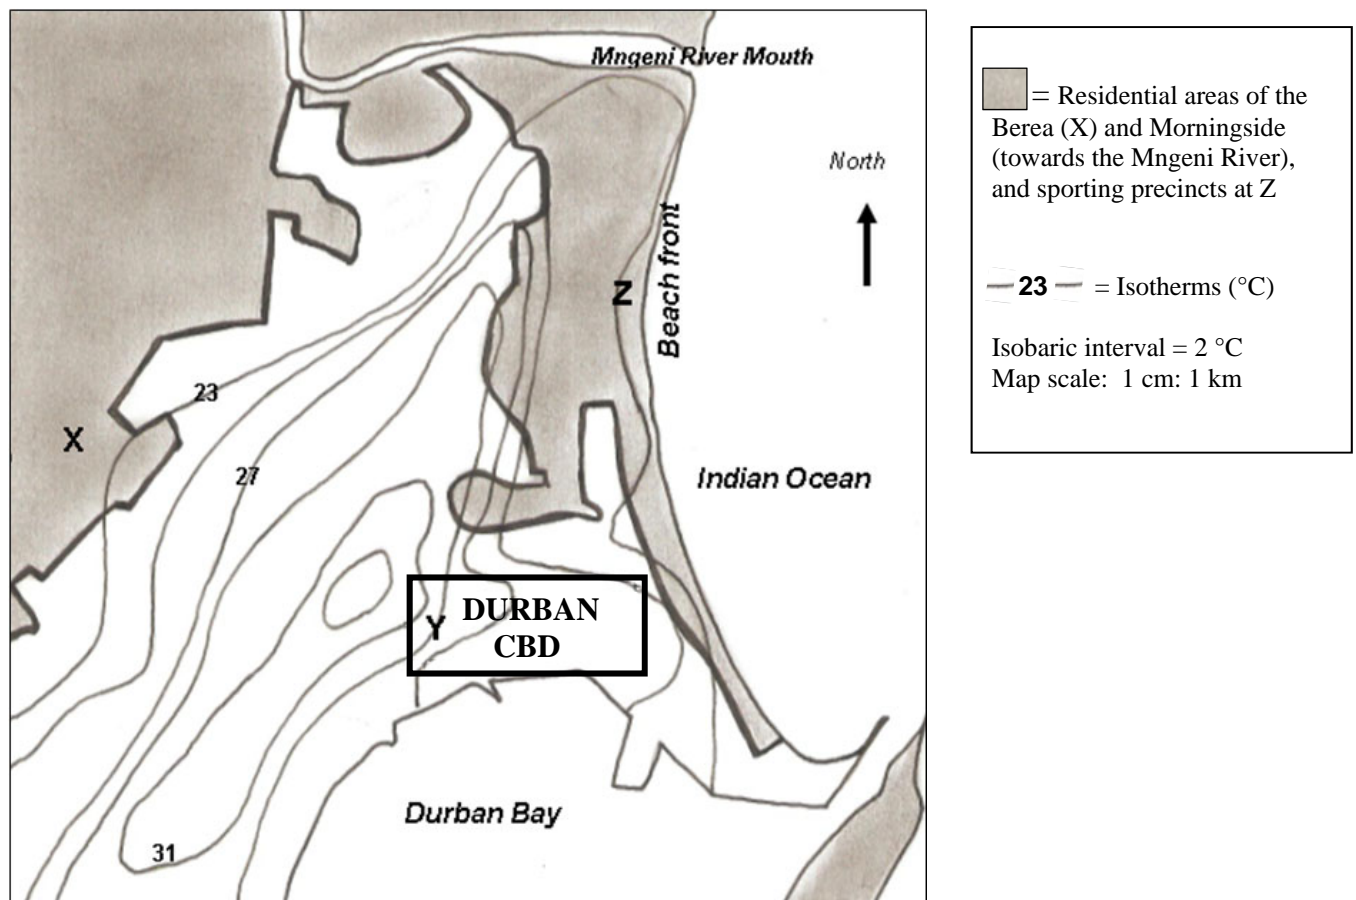 Mngeni River Mouth
North
Beach front
Z
23
X
27
Indian Ocean
Y
DURBAN
CBD
Durban Bay
31
= Residential areas of the
Berea (X) and Morningside
(towards the Mngeni River),
and sporting precincts at Z
23 = Isotherms (°C)
Isobaric interval = 2 °C
Map scale: 1 cm: 1 km